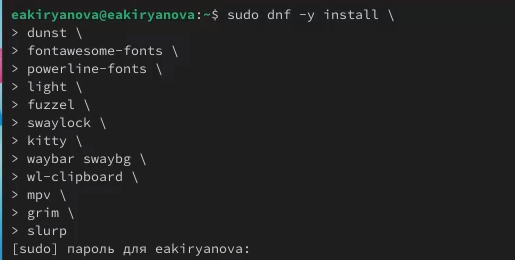 eakiryanova@eakiryanova:~$ sudo dnf -y install \
> dunst \
> fontawesome-fonts \
> powerline-fonts \
> light \
> fuzzel \
> swaylock \
> kitty \
> waybar swaybg \
> wl-clipboard \
> mpv \
> grim \
> slurp
[sudo] пароль для eakiryanova: